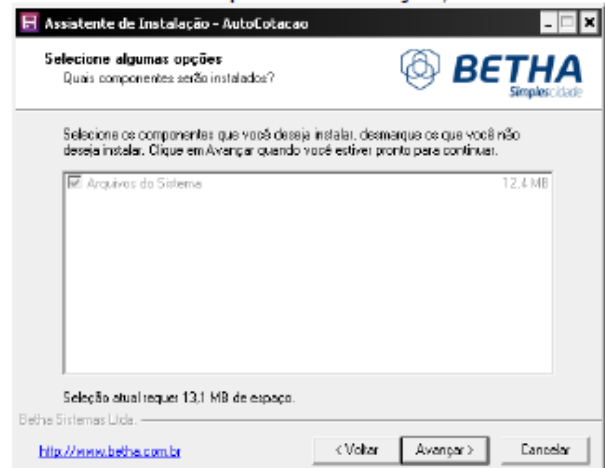 Assistente de Instalação - AutoCotacao
Selecione algumas opções
Quais componentes serão instalados?
BETHA
Simplescidade
Selecione os componentes que você deseja instalar, desmarque os que você não
deseja instalar. Clique em Avançar quando você estiver pronto para continuar.
Arquivos do Sistema 12,4 MB
Seleção atual requer 13,1 MB de espaço.
Betha Sistemas Ltda.
http://www.betha.com.br
< Voltar Avançar > Cancelar